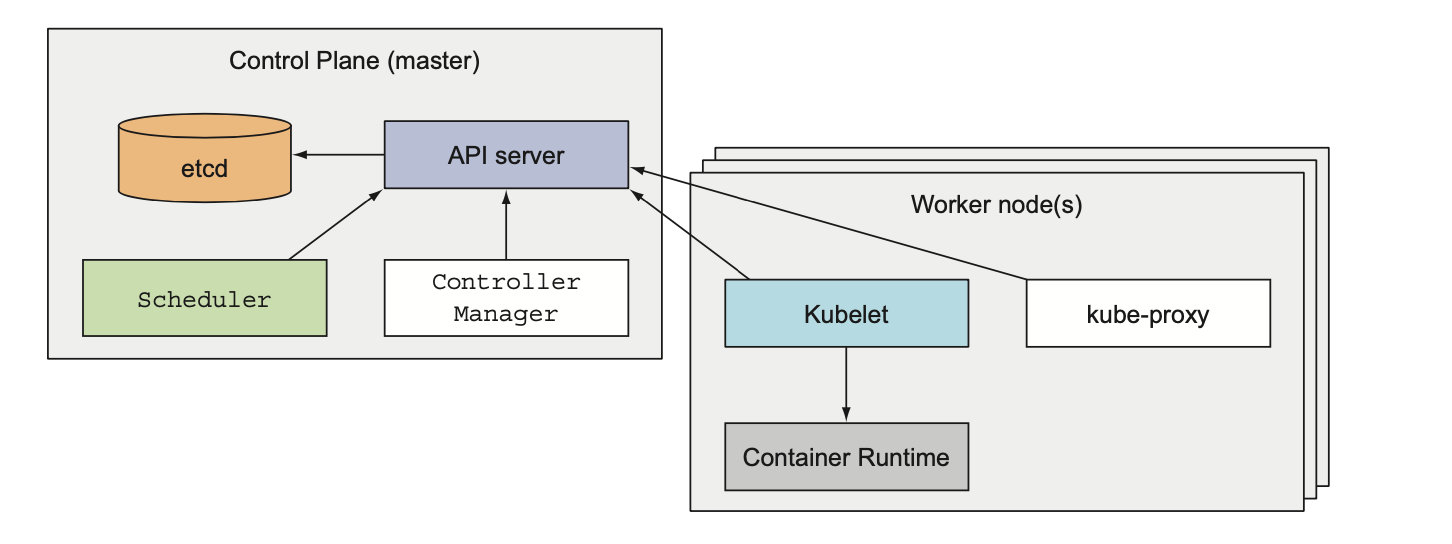 Control Plane (master)
etcd
API server
Scheduler
Controller
Manager
Worker node(s)
Kubelet
kube-proxy
Container Runtime